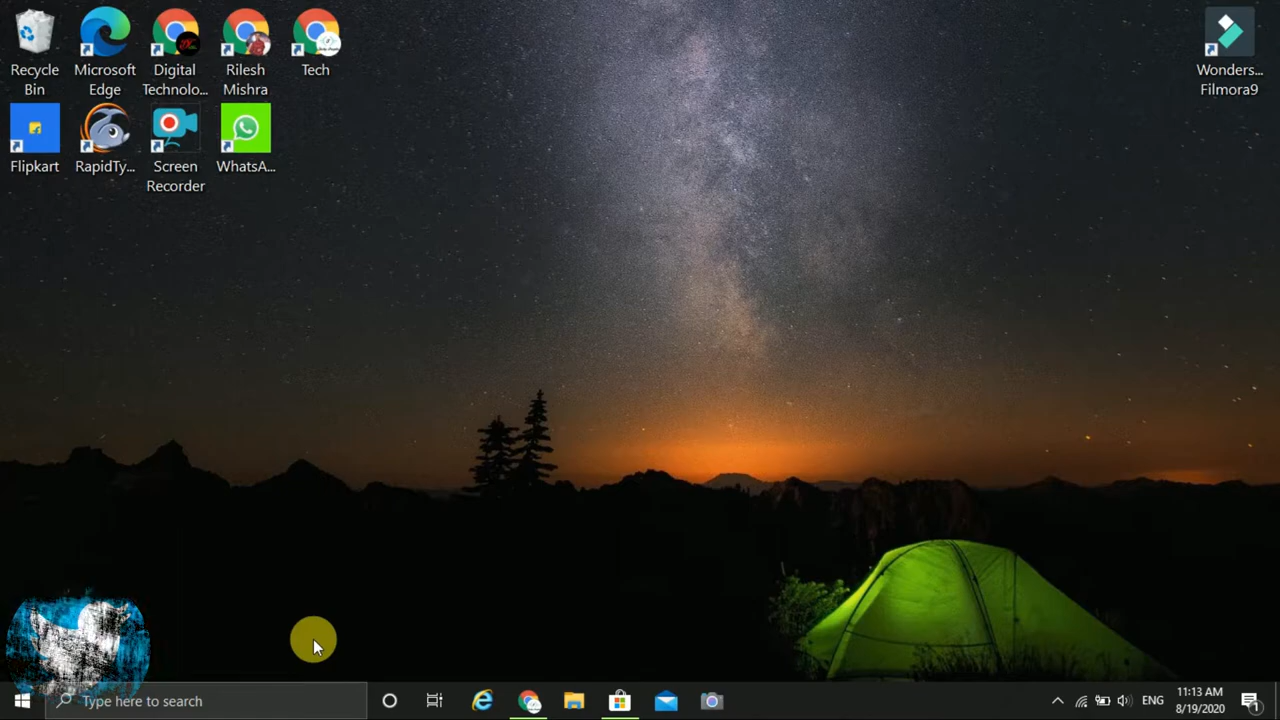 Recycle Bin
Microsoft Edge
Digital Technolo...
Rilesh Mishra
Tech
Wonders... Filmora9
Flipkart
RapidTy...
Screen Recorder
WhatsA...
Type here to search
ENG
11:13 AM
8/19/2020
1